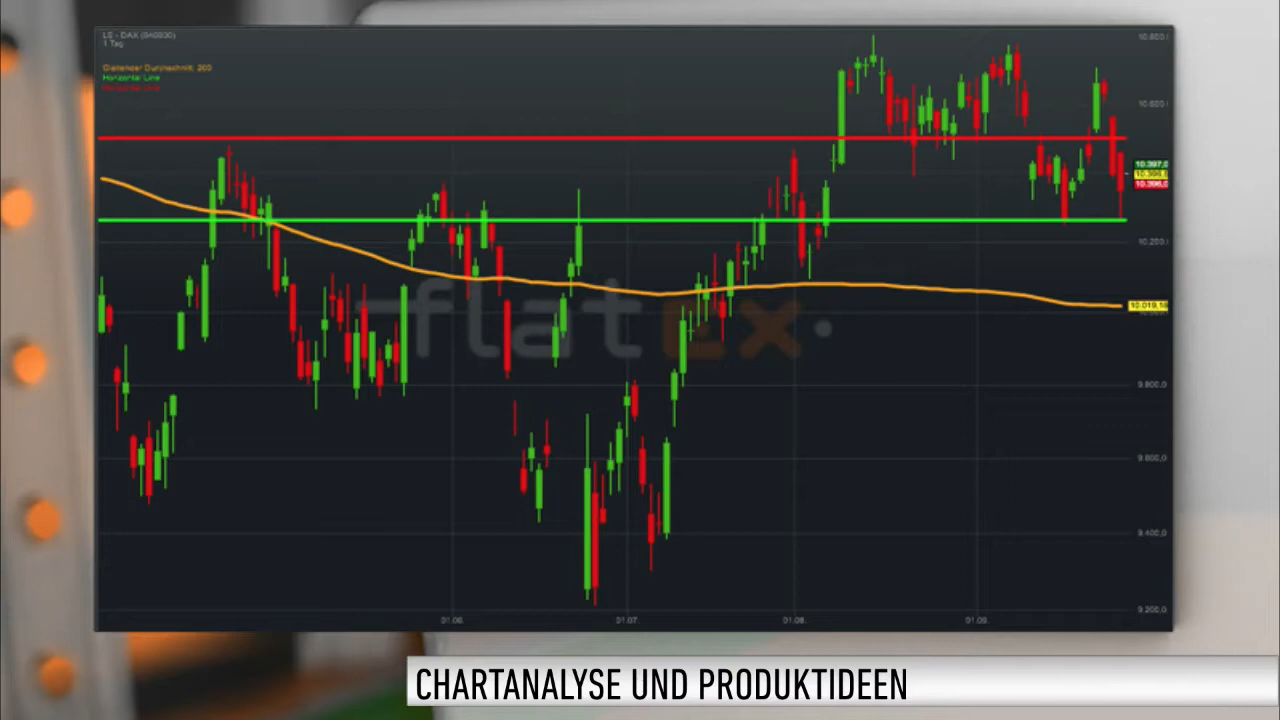 LS - DAX (846900)
1 Tag
Gleitender Durchschnitt, 200
Horizontal Line
Horizontal Line
10.800,0
10.600,0
10.397,0
10.396,0
10.200,0
10.019,18
9.800,0
9.600,0
9.400,0
9.200,0
01.06.
01.07.
01.08.
01.09.
flatex
CHARTANALYSE UND PRODUKTIDEEN